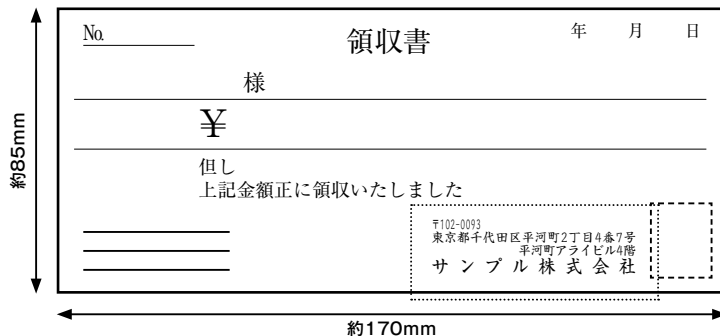 No.
領収書
年 月 日
様
¥
但し
上記金額正に領収いたしました
〒102-0093
東京都千代田区平河町2丁目4番7号
平河町アライビル4階
サンプル株式会社
約85mm
約170mm